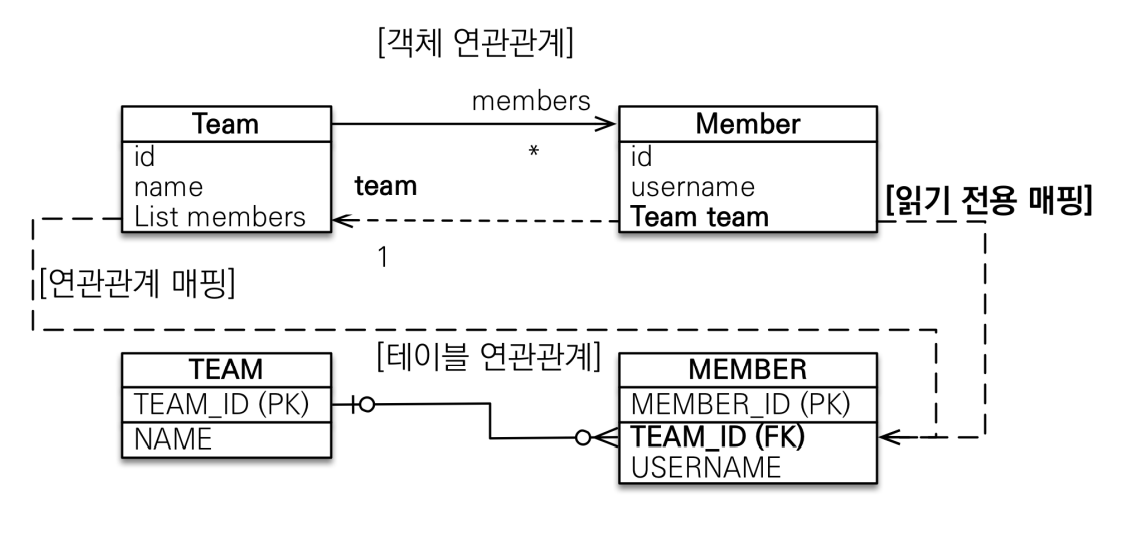 [객체 연관관계]
members
Team
id
name
List members
*
team
1
Member
id
username
Team team
[읽기 전용 매핑]
[연관관계 매핑]
[테이블 연관관계]
TEAM
TEAM_ID (PK)
NAME
MEMBER
MEMBER_ID (PK)
TEAM_ID (FK)
USERNAME